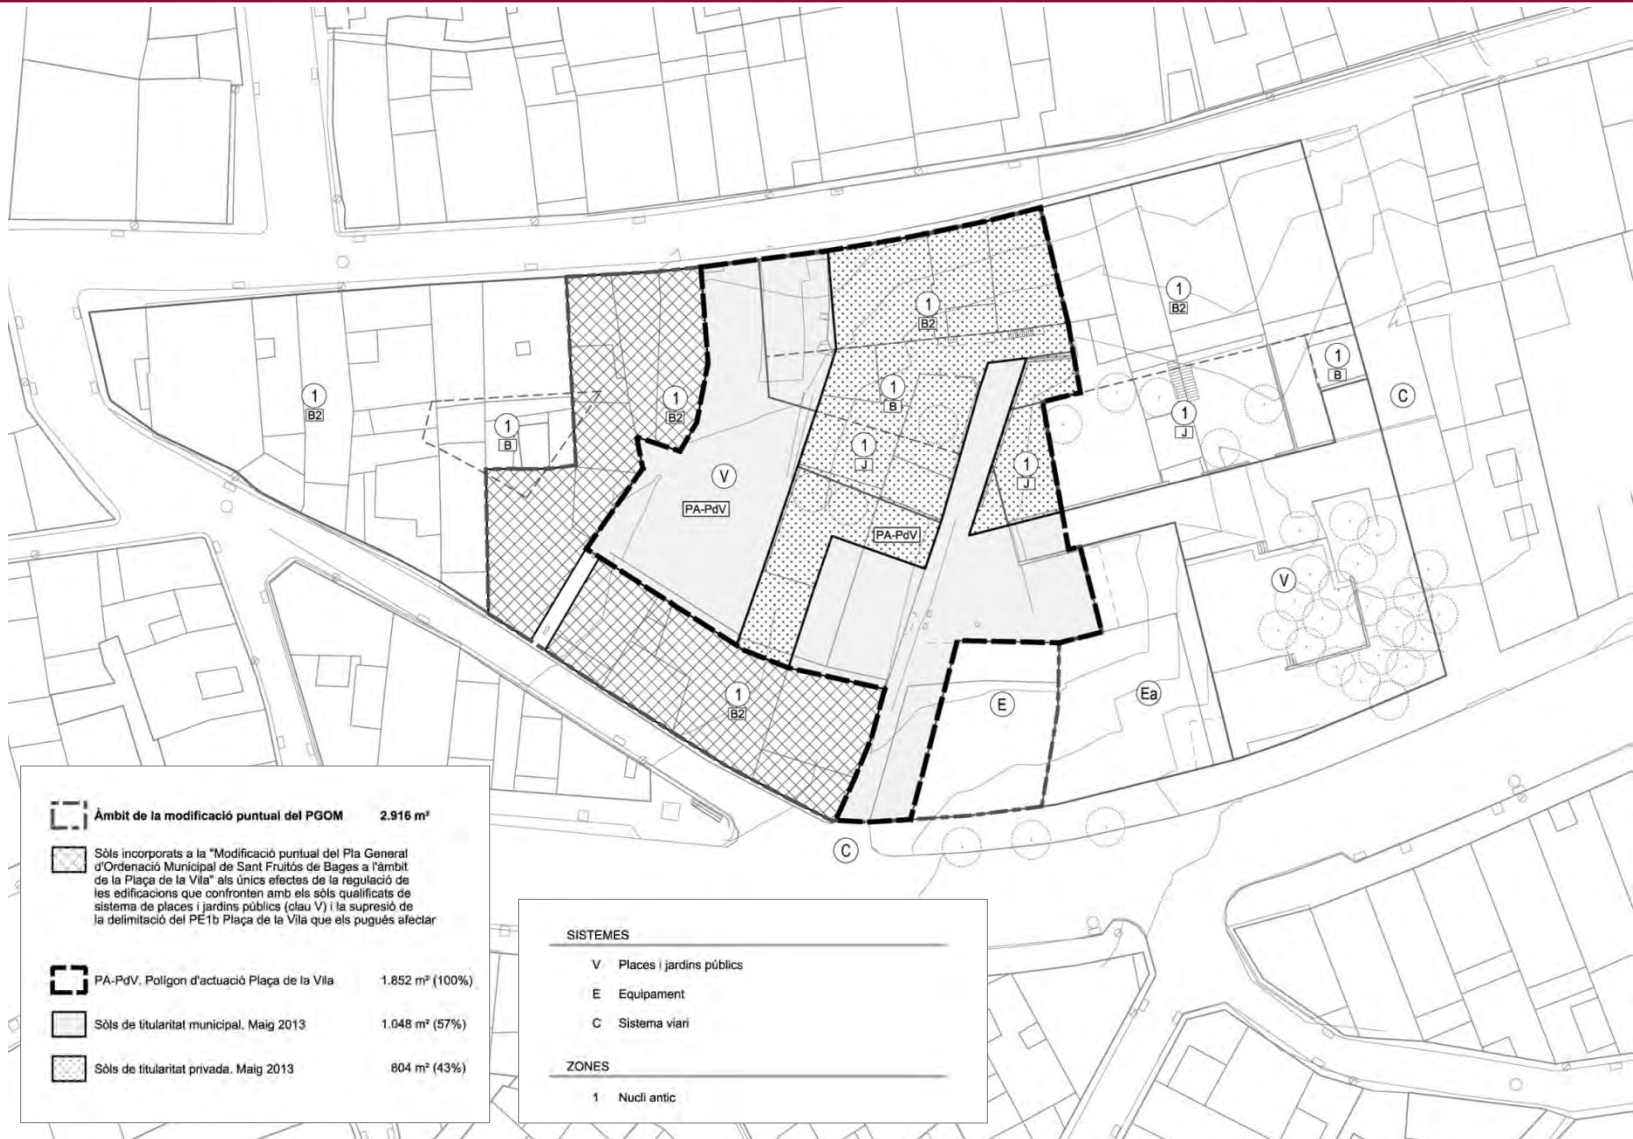 1
B2
1
B2
1
B
1
B2
1
B
C
1
B2
1
B
1
J
1
J
1
J
V
PA-PdV
PA-PdV
V
1
B2
E
Ea
C
Àmbit de la modificació puntual del PGOM 2.916 m²
Sòls incorporats a la "Modificació puntual del Pla General
d'Ordenació Municipal de Sant Fruitós de Bages a l'àmbit
de la Plaça de la Vila" als únics efectes de la regulació de
les edificacions que confronten amb els sòls qualificats de
sistema de places i jardins públics (clau V) i la supresió de
la delimitació del PE1b Plaça de la Vila que els pugués afectar
PA-PdV. Polígon d'actuació Plaça de la Vila 1.852 m² (100%)
Sòls de titularitat municipal. Maig 2013 1.048 m² (57%)
Sòls de titularitat privada. Maig 2013 804 m² (43%)
SISTEMES
V Places i jardins públics
E Equipament
C Sistema viari
ZONES
1 Nucli antic